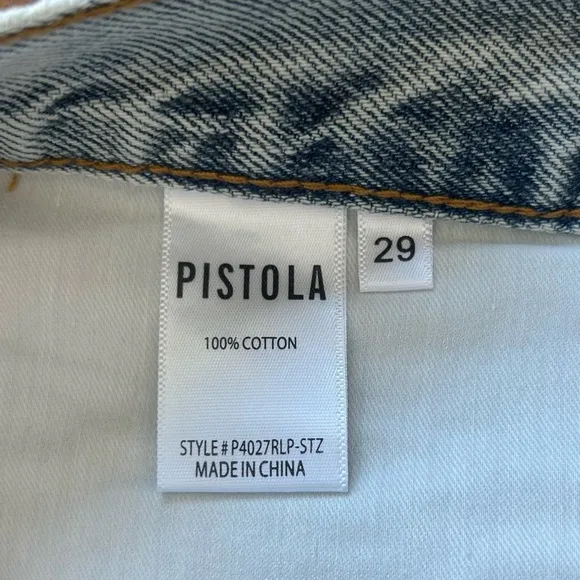 PISTOLA
29
100% COTTON
STYLE # P4027RLP-STZ
MADE IN CHINA